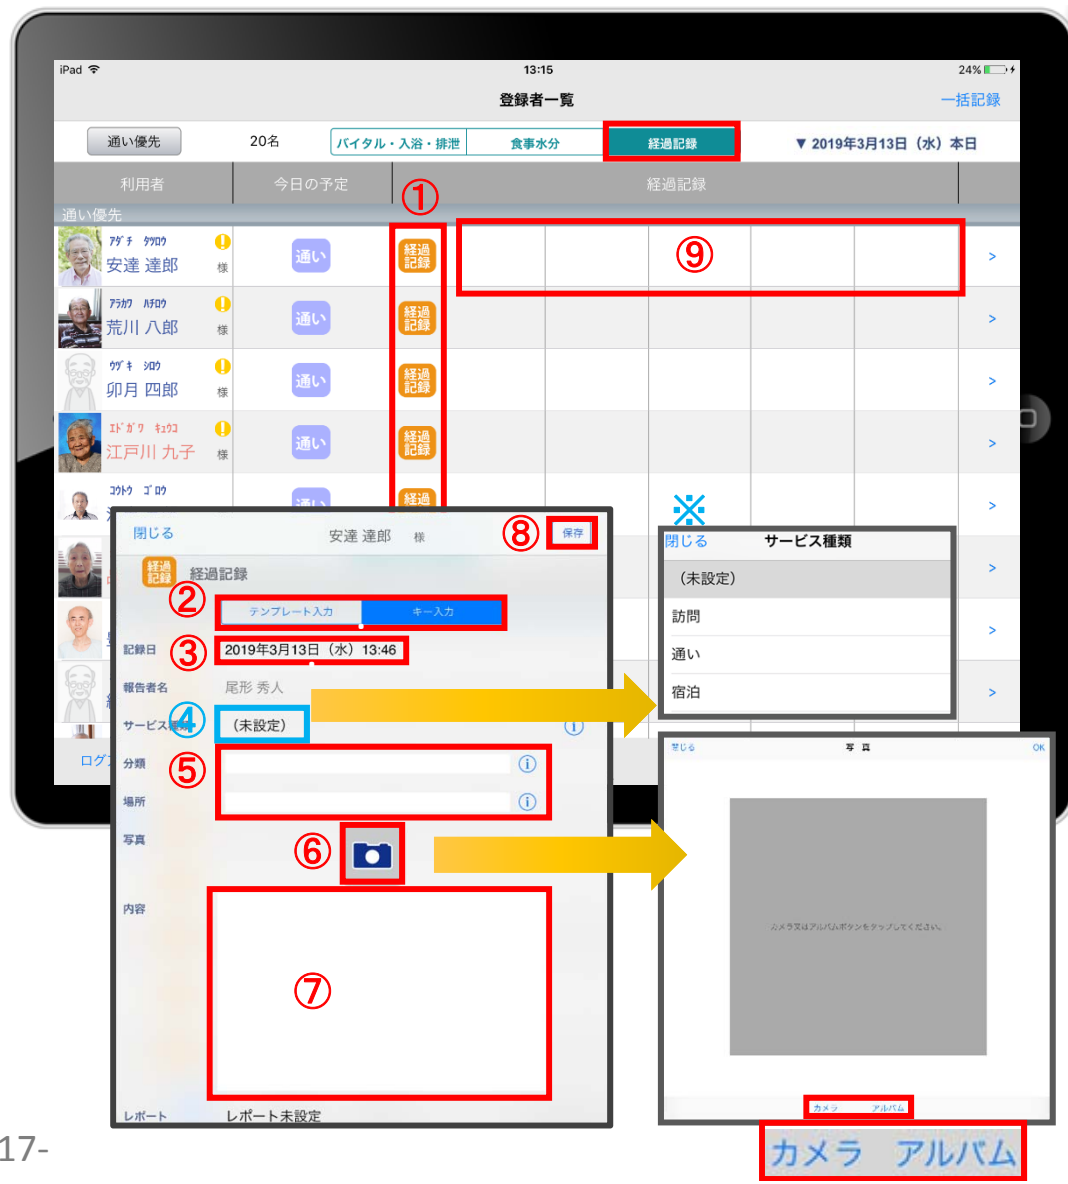 iPad 13:15 24%
登録者一覧 一括記録
通い優先 20名 バイタル・入浴・排泄 食事水分 経過記録 ▼ 2019年3月13日（水）本日
利用者 今日の予定 ① 経過記録
通い優先
ｱﾀﾞﾁ ﾀﾂﾛｳ
安達 達郎 様 通い 経過記録 ⑨ >
ｱﾗｶﾜ ﾊﾁﾛｳ
荒川 八郎 様 通い 経過記録 >
ｳﾂﾞｷ ｼﾛｳ
卯月 四郎 様 通い 経過記録 >
ｴﾄﾞｶﾞﾜ ｷｭｳｺ
江戸川 九子 様 通い 経過記録 >
ｺｳﾄｳ ｺﾞﾛｳ
通い 経過 ※ >
閉じる 安達 達郎 様 ⑧ 保存
経過記録 経過記録
② テンプレート入力 キー入力
記録日 ③ 2019年3月13日（水）13:46
報告者名 尾形 秀人
サービス種類 ④ （未設定）
分類 ⑤
場所
写真 ⑥
内容
⑦
レポート レポート未設定
閉じる サービス種類
（未設定）
訪問
通い
宿泊
>
>
>
ログ
閉じる 写 真 OK
カメラ又はアルバムボタンをタップしてください。
カメラ アルバム
カメラ アルバム
17-